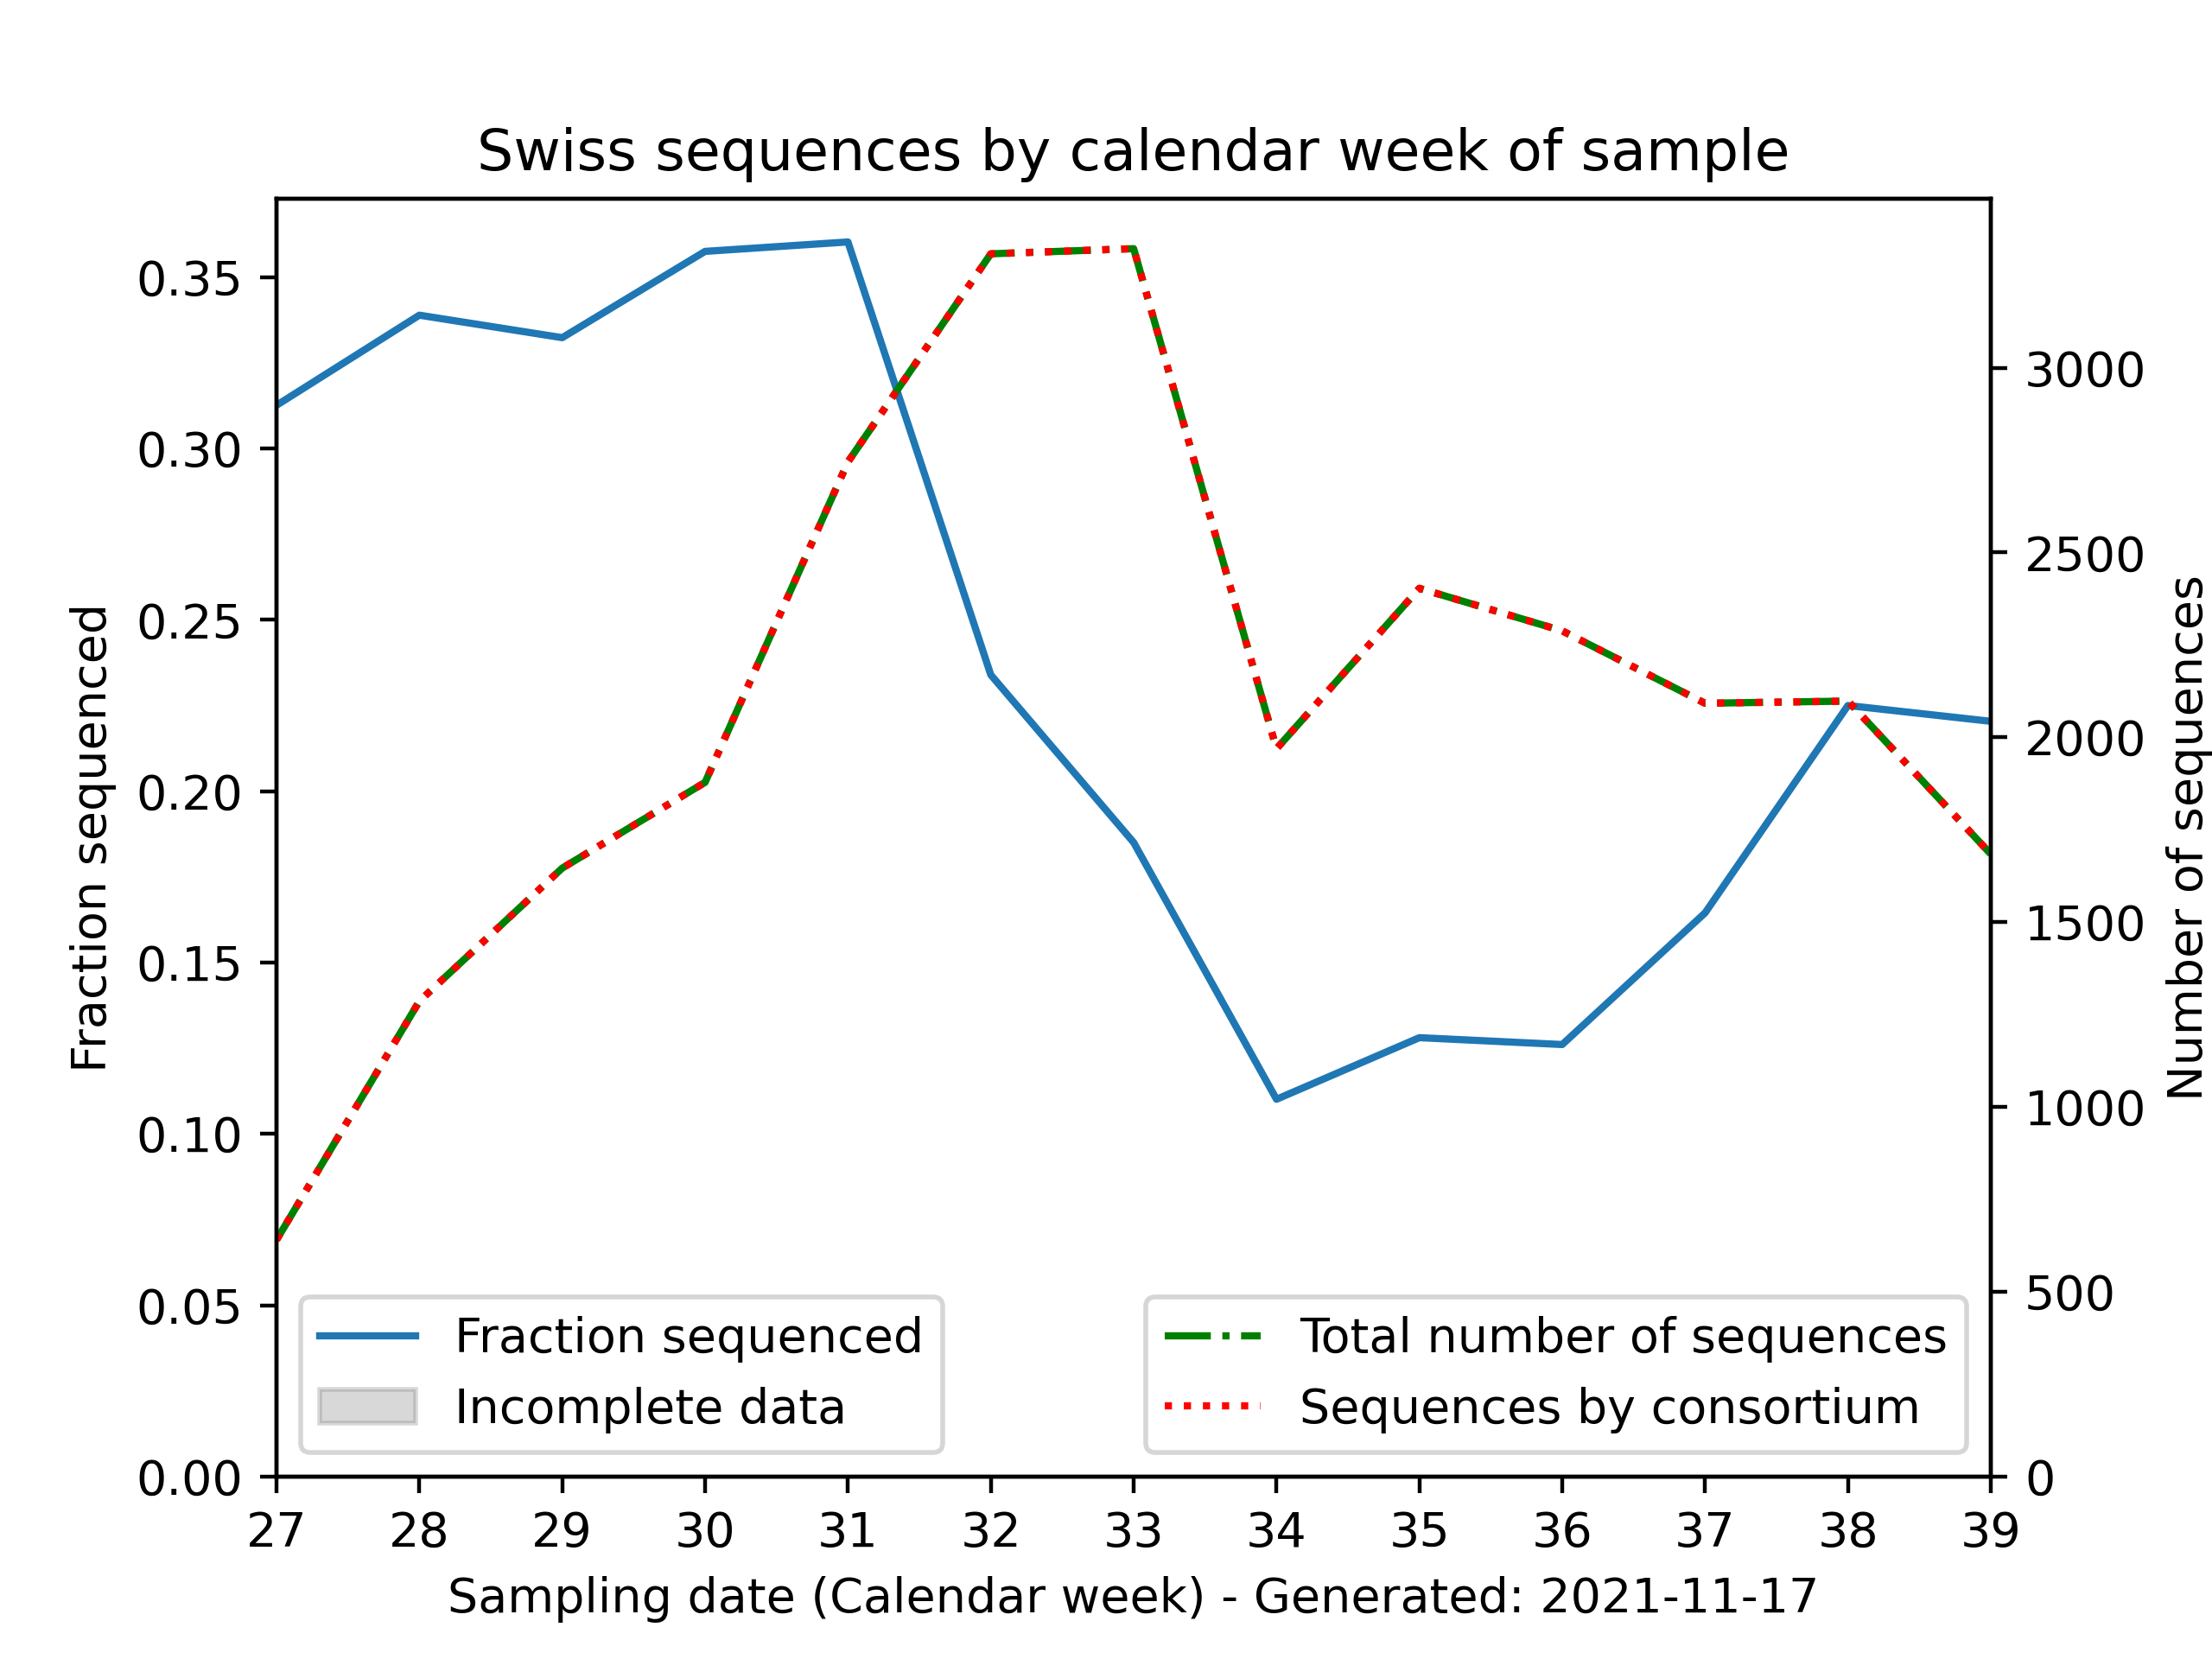 Swiss sequences by calendar week of sample
Fraction sequenced
0.35
0.30
0.25
0.20
0.15
0.10
0.05
0.00
3000
2500
2000
1500
1000
500
0
Number of sequences
Fraction sequenced
Incomplete data
Total number of sequences
Sequences by consortium
27 28 29 30 31 32 33 34 35 36 37 38 39
Sampling date (Calendar week) - Generated: 2021-11-17